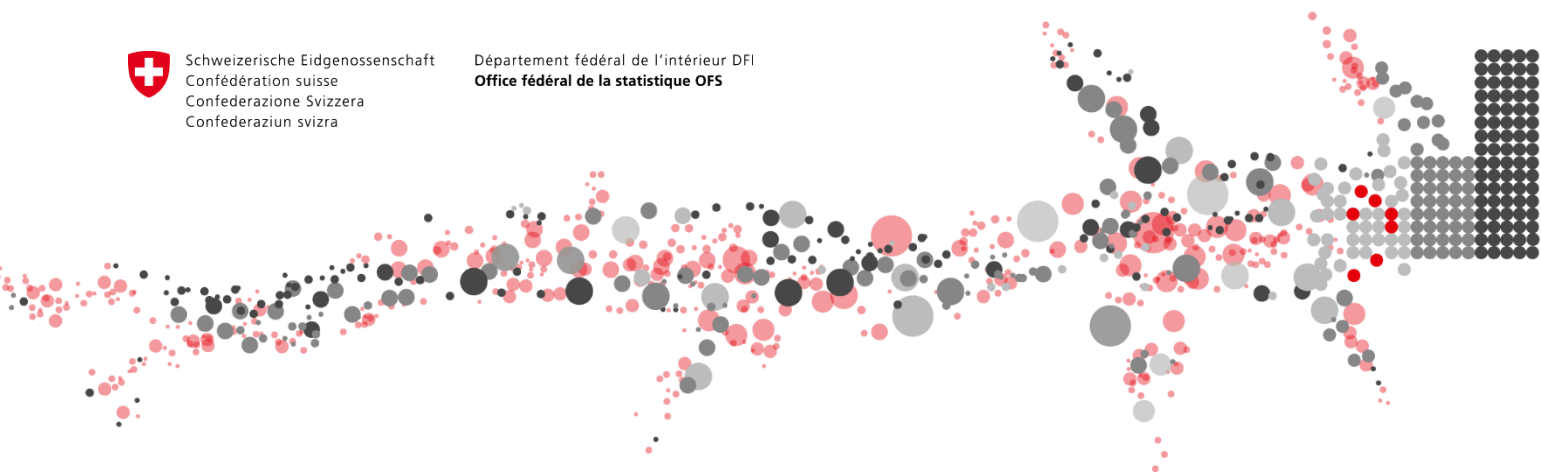 Schweizerische Eidgenossenschaft
Confédération suisse
Confederazione Svizzera
Confederaziun svizra
Département fédéral de l'intérieur DFI
Office fédéral de la statistique OFS